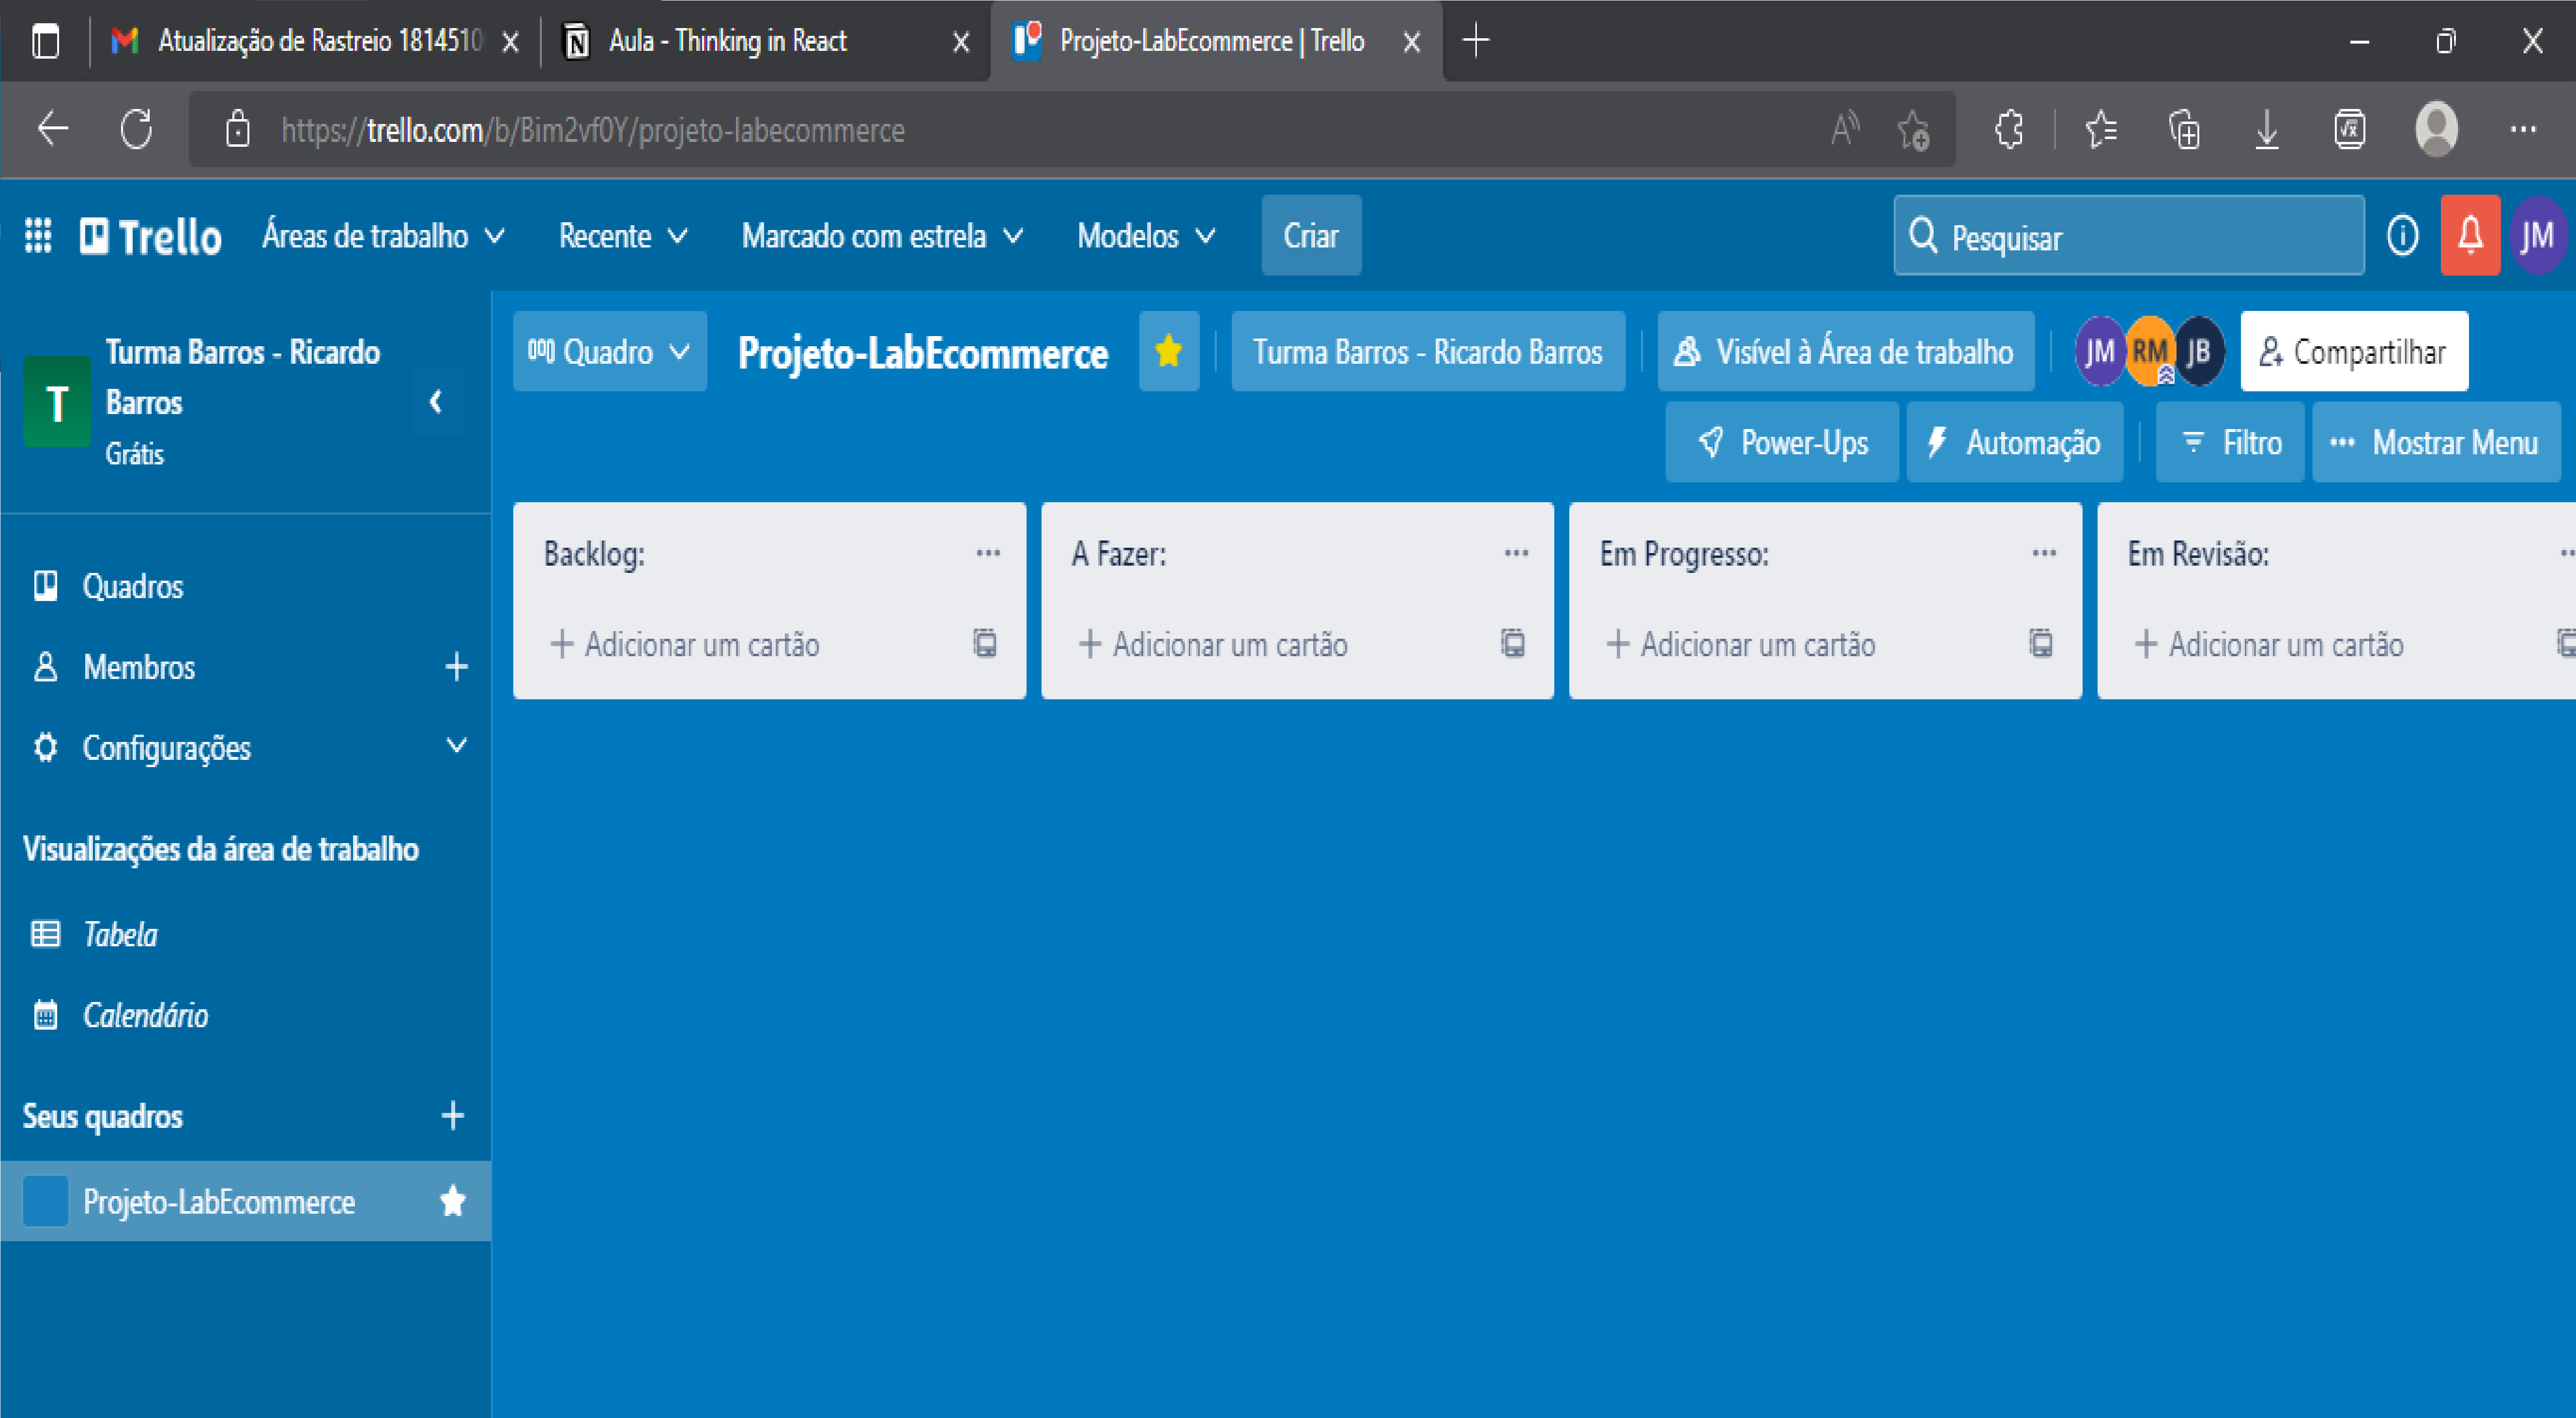 Atualização de Rastreio 1814510
Aula - Thinking in React
Projeto-LabEcommerce | Trello
https://trello.com/b/Bim2vf0Y/projeto-labecommerce
Trello
Áreas de trabalho
Recente
Marcado com estrela
Modelos
Criar
Pesquisar
JM
T
Turma Barros - Ricardo
Barros
Grátis
Quadro
Projeto-LabEcommerce
Turma Barros - Ricardo Barros
Visível à Área de trabalho
JM
RM
JB
Compartilhar
Power-Ups
Automação
Filtro
Mostrar Menu
Quadros
Membros
Configurações
Visualizações da área de trabalho
Tabela
Calendário
Seus quadros
Projeto-LabEcommerce
Backlog:
Adicionar um cartão
A Fazer:
Adicionar um cartão
Em Progresso:
Adicionar um cartão
Em Revisão:
Adicionar um cartão